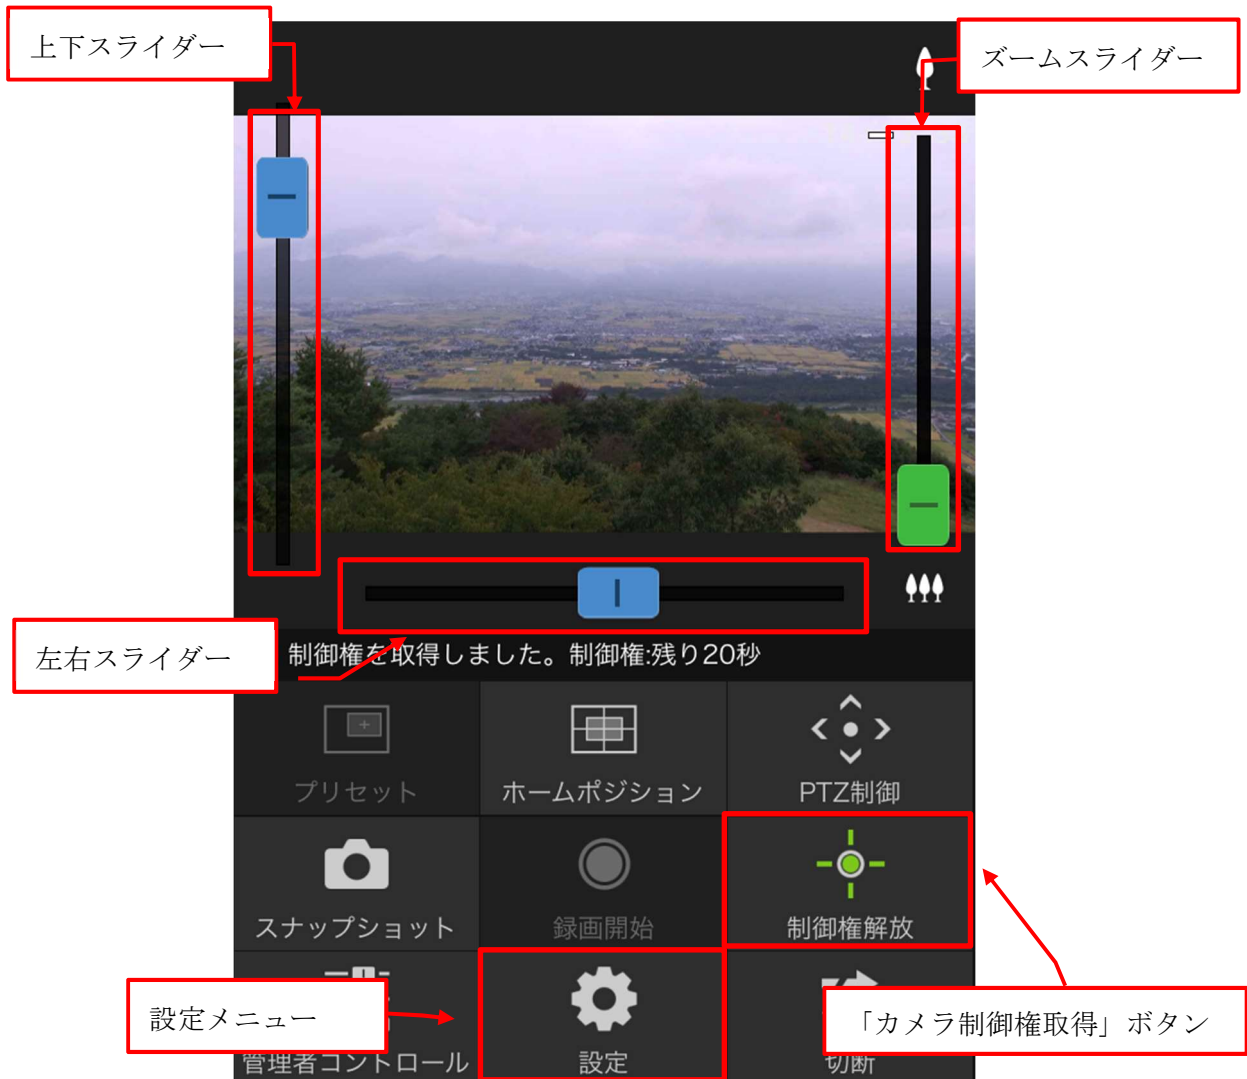 上下スライダー
ズームスライダー
左右スライダー
制御権を取得しました。制御権:残り20秒
プリセット
ホームポジション
PTZ制御
スナップショット
録画開始
制御権解放
設定メニュー
「カメラ制御権取得」ボタン
管理者コントロール
設定
切断